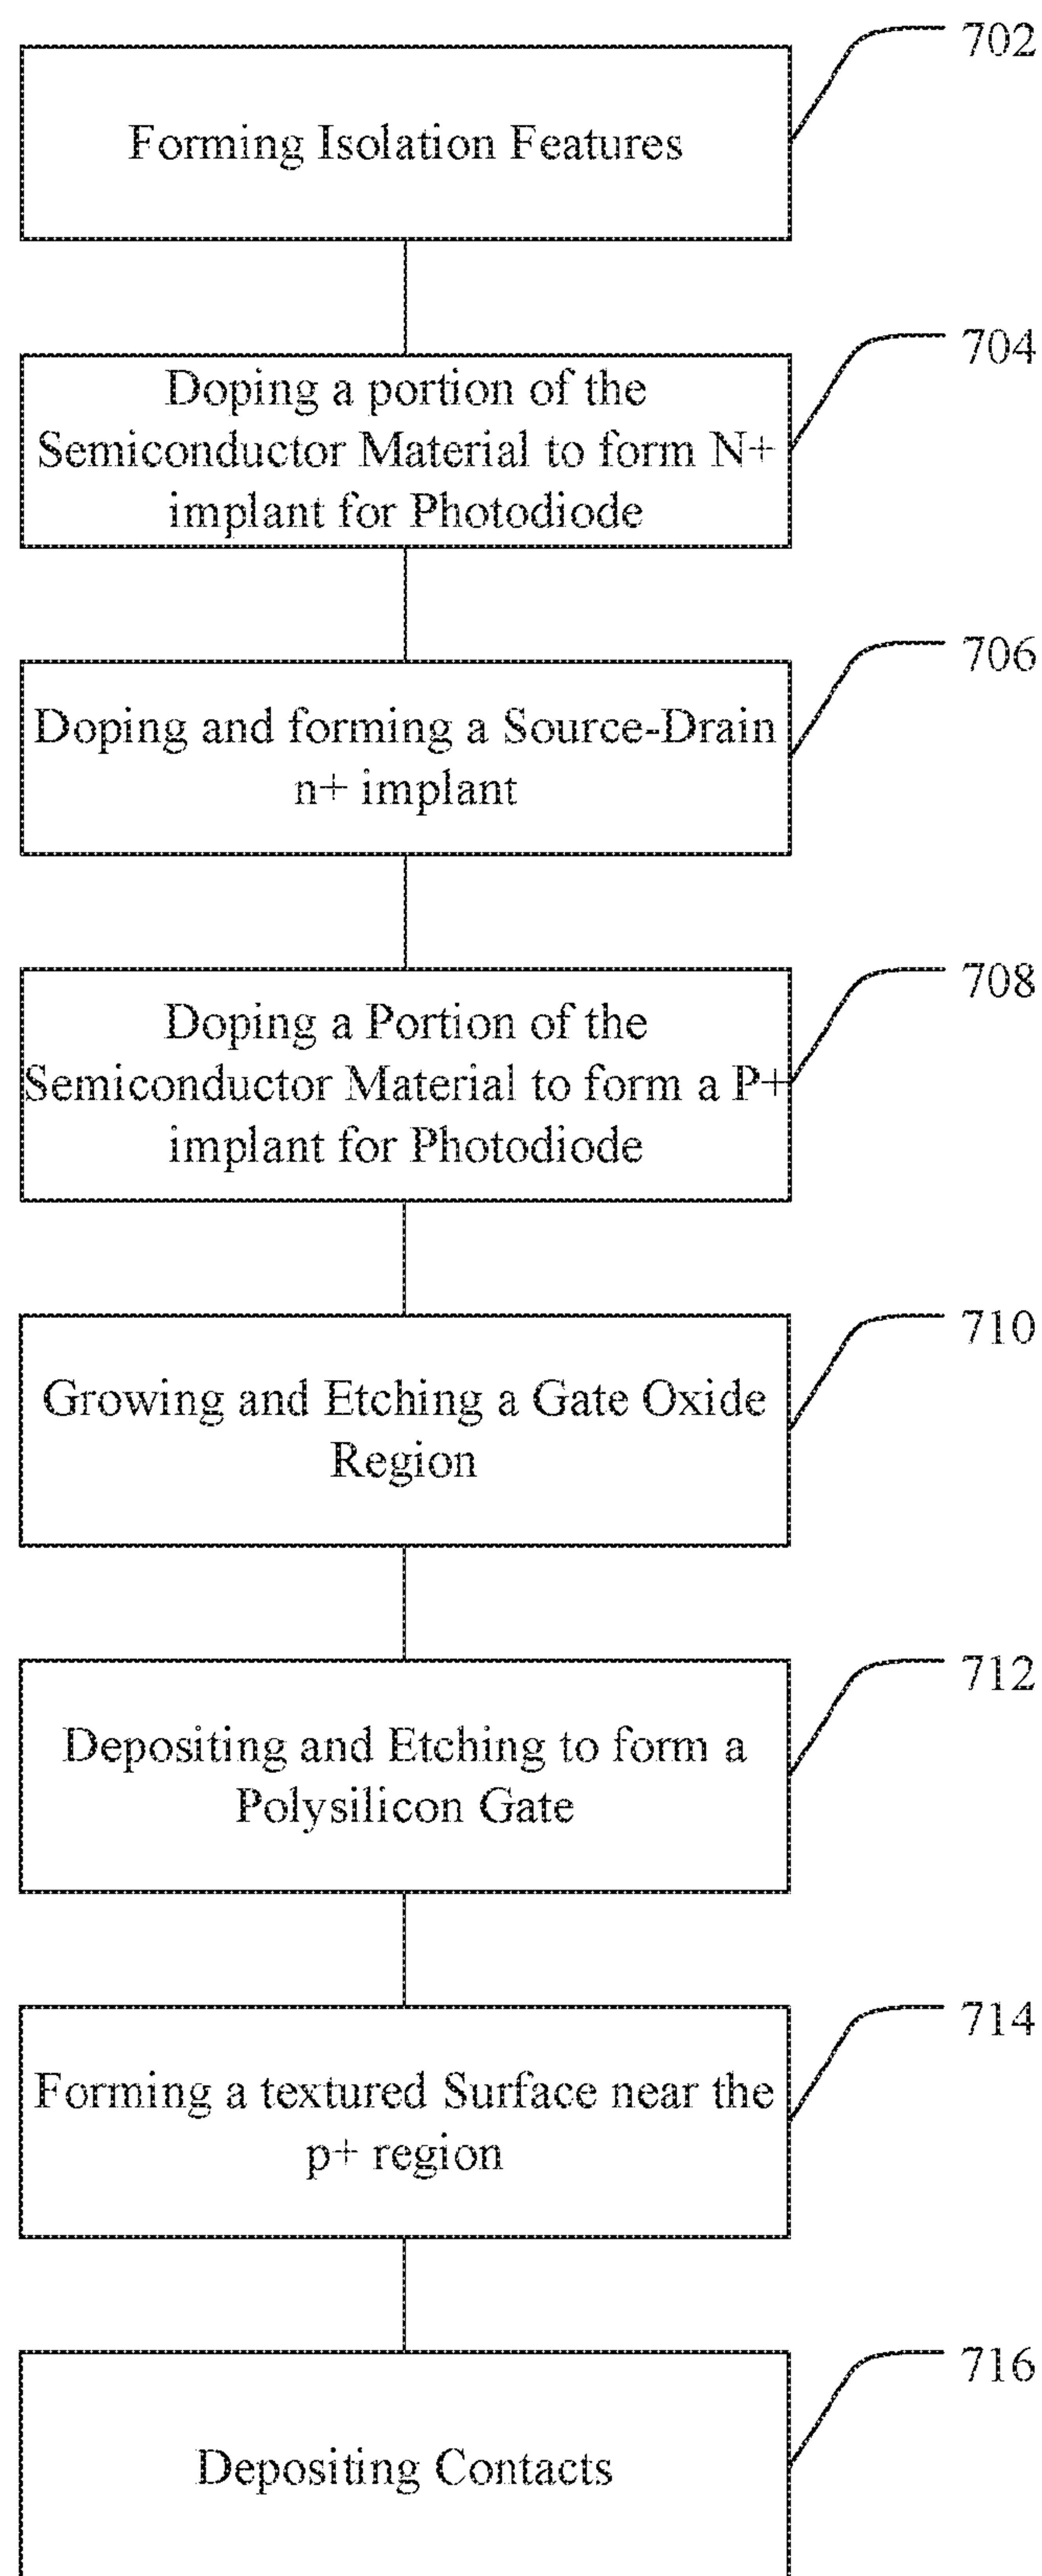 702
Forming Isolation Features
704
Doping a portion of the
Semiconductor Material to form N+
implant for Photodiode
706
Doping and forming a Source-Drain
n+ implant
708
Doping a Portion of the
Semiconductor Material to form a P+
implant for Photodiode
710
Growing and Etching a Gate Oxide
Region
712
Depositing and Etching to form a
Polysilicon Gate
714
Forming a textured Surface near the
p+ region
716
Depositing Contacts